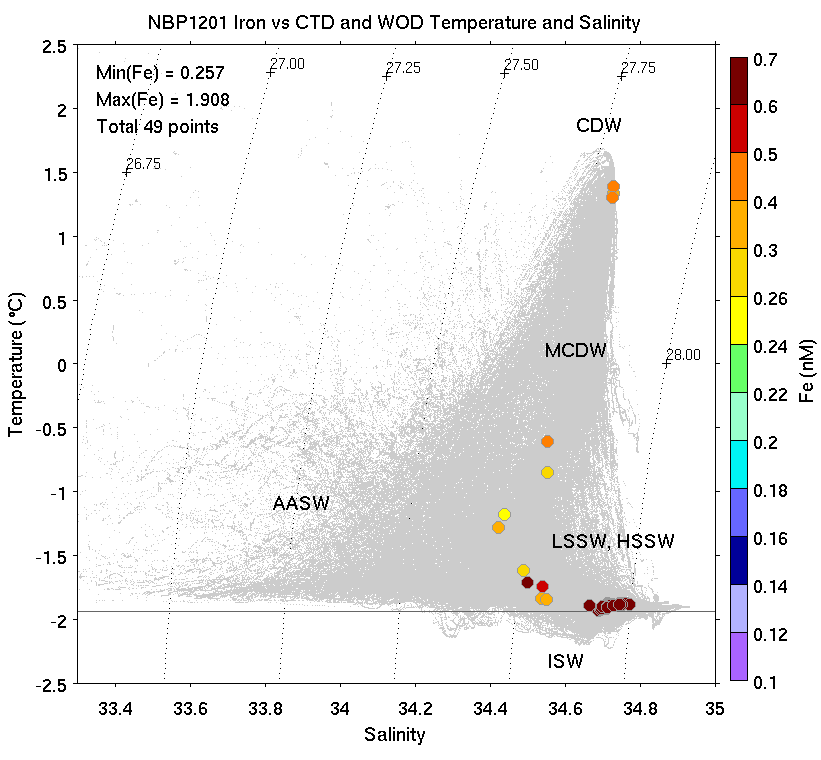 NBP1201 Iron vs CTD and WOD Temperature and Salinity
Min(Fe) = 0.257
Max(Fe) = 1.908
Total 49 points
26.75
27.00
27.25
27.50
27.75
28.00
CDW
MCDW
AASW
LSSW, HSSW
ISW
2.5
2
1.5
1
0.5
0
-0.5
-1
-1.5
-2
-2.5
Temperature (°C)
33.4 33.6 33.8 34 34.2 34.4 34.6 34.8 35
Salinity
0.7
0.6
0.5
0.4
0.3
0.26
0.24
0.22
0.2
0.18
0.16
0.14
0.12
0.1
Fe (nM)